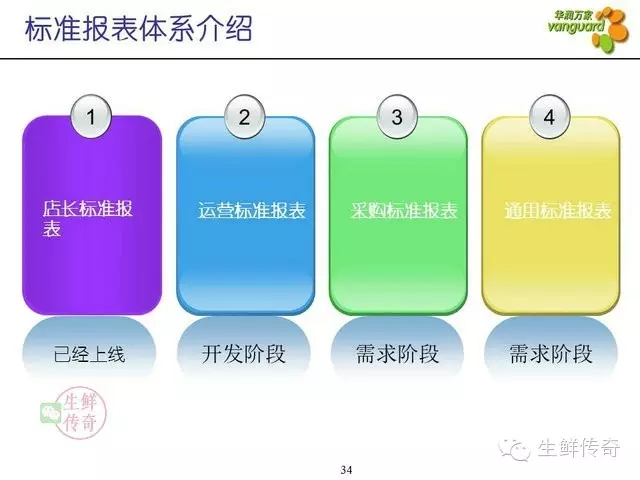 标准报表体系介绍
华润万家
vanguard
1
2
3
4
店长标准报
表
运营标准报表
采购标准报表
通用标准报表
已经上线
开发阶段
需求阶段
需求阶段
生鲜
传奇
生鲜传奇
34